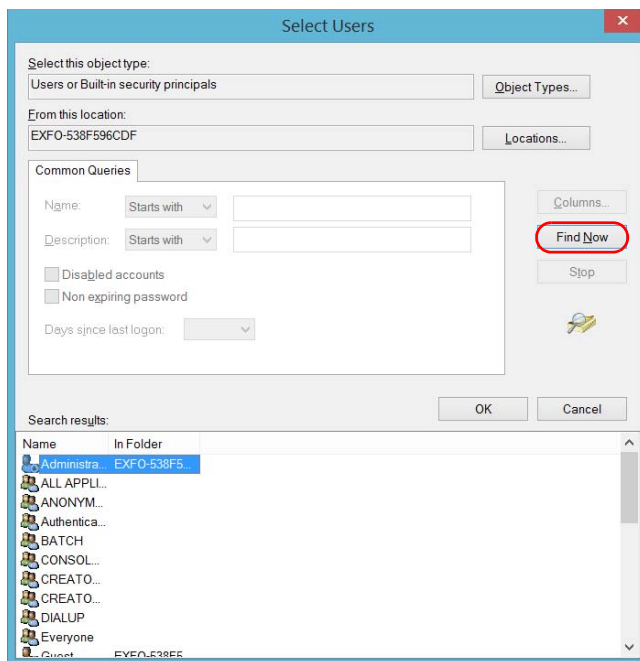 Select Users
Select this object type:
Users or Built-in security principals
Object Types...
From this location:
EXFO-538F596CDF
Locations...
Common Queries
Name: Starts with
Columns...
Description: Starts with
Find Now
Disabled accounts
Stop
Non expiring password
Days since last logon:
OK Cancel
Search results:
Name In Folder
Administra... EXFO-538F5...
ALL APPLI...
ANONYM...
Authentica...
BATCH
CONSOL...
CREATO...
CREATO...
DIALUP
Everyone
Guest EXFO-538F5